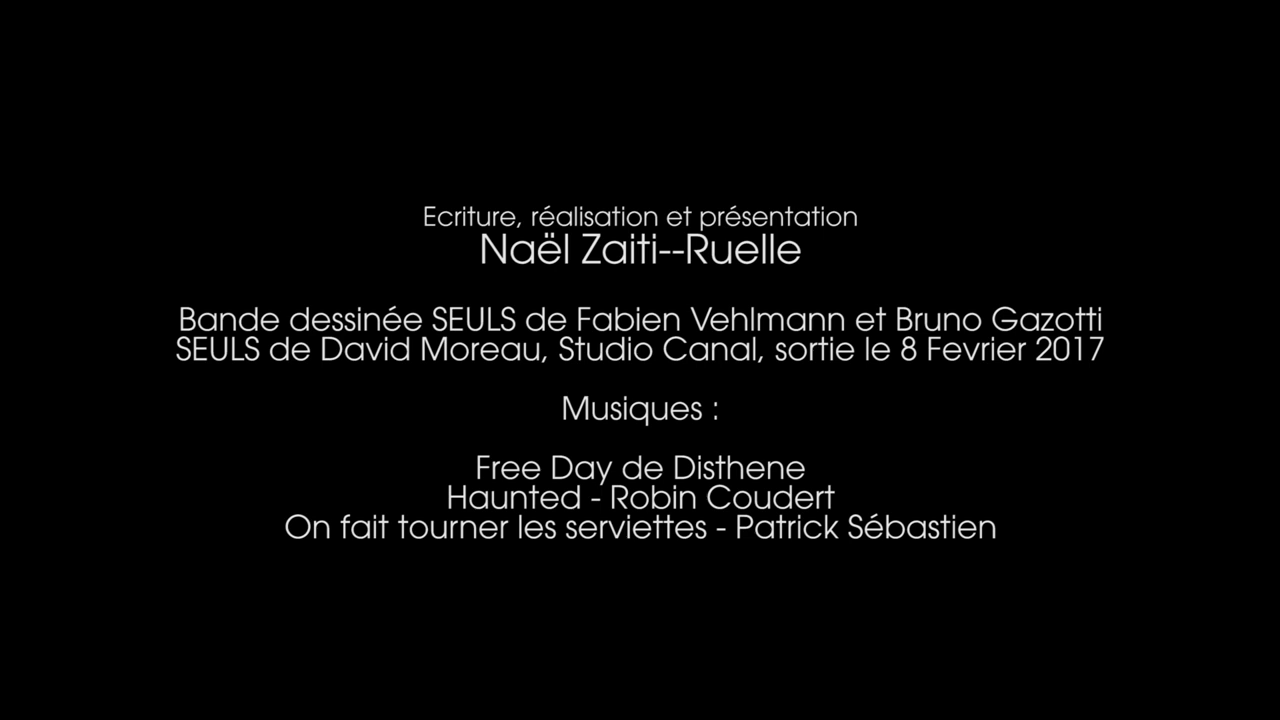 Ecriture, réalisation et présentation
Naël Zaiti--Ruelle
Bande dessinée SEULS de Fabien Vehlmann et Bruno Gazotti
SEULS de David Moreau, Studio Canal, sortie le 8 Fevrier 2017
Musiques :
Free Day de Disthene
Haunted - Robin Coudert
On fait tourner les serviettes - Patrick Sébastien